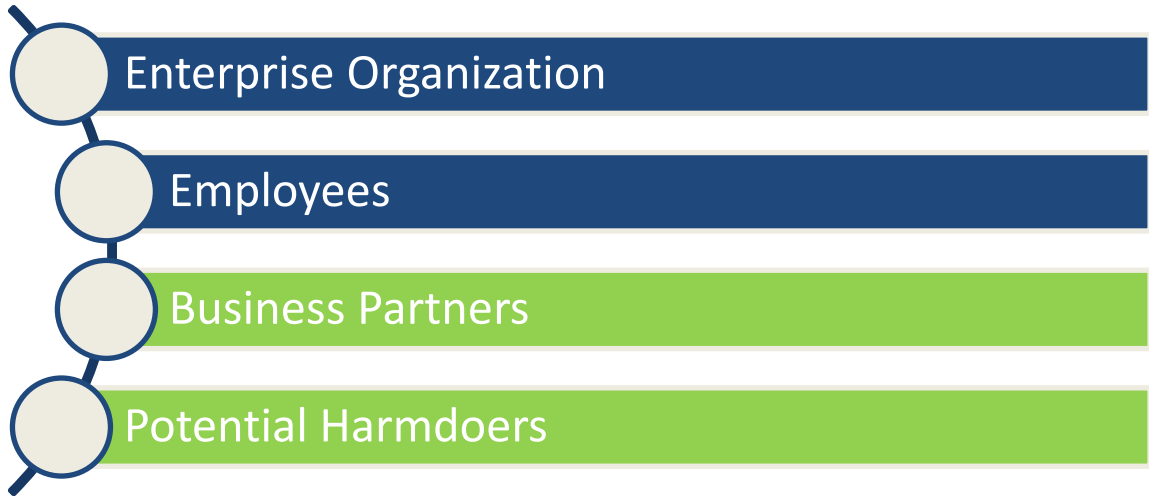 Enterprise Organization
Employees
Business Partners
Potential Harmdoers